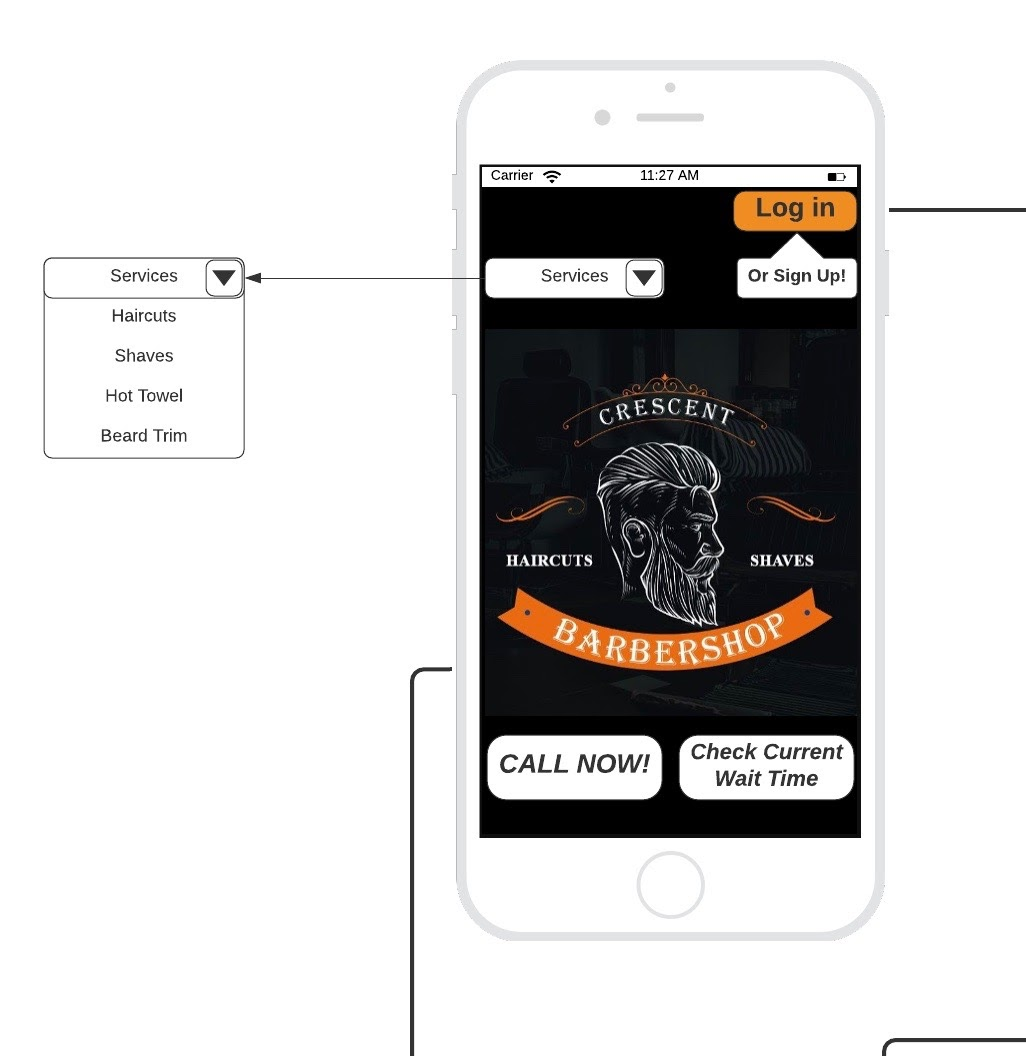 Carrier
11:27 AM
Log in
Or Sign Up!
Services
Services
Haircuts
Shaves
Hot Towel
Beard Trim
CRESCENT
HAIRCUTS
SHAVES
BARBERSHOP
CALL NOW!
Check Current
Wait Time